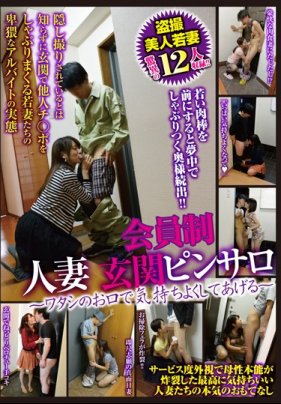 盗撮
美人若妻
12人
若い肉棒を
前にすると夢中で
しゃぶりつく奥様続出!!
隠し撮りされているとは
知らずに玄関で他人チ〇ポを
しゃぶりまくる若妻たちの
卑猥なアルバイトの実態
会員制
人妻 玄関ピンサロ
~ワタシのお口で気持ちよくしてあげる~
サービス度外視で母性本能が
炸裂した最高に気持ちいい
人妻たちの本気のおもてなし